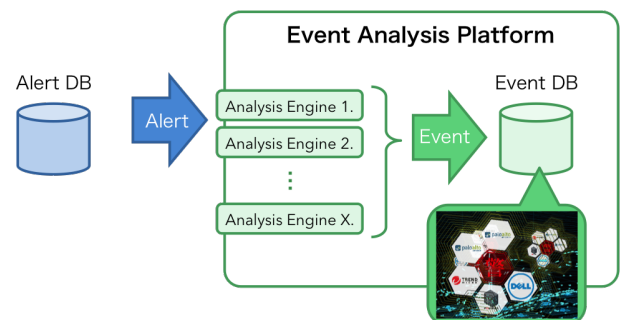 Event Analysis Platform
Alert DB
Event DB
Alert
Analysis Engine 1.
Analysis Engine 2.
⋮
Analysis Engine X.
Event
paloalto
paloalto
TREND
MICRO
DELL